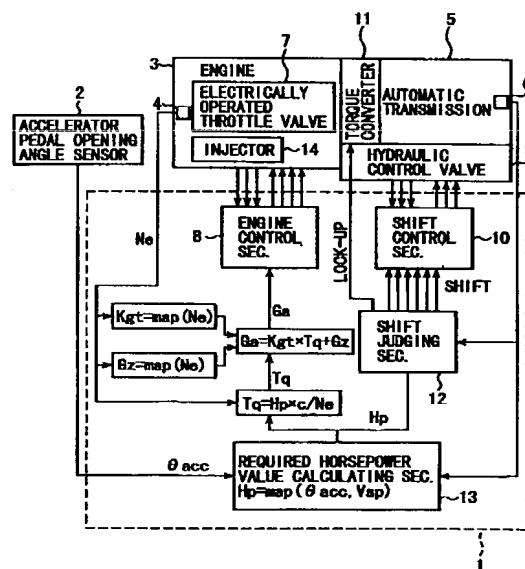 11
5
7
3
ENGINE
2
4
ELECTRICALLY
OPERATED
THROTTLE VALVE
TORQUE CONVERTER
AUTOMATIC
TRANSMISSION
ACCELERATOR
PEDAL OPENING
ANGLE SENSOR
INJECTOR
14
HYDRAULIC
CONTROL VALVE
Ne
8
ENGINE
CONTROL
SEC.
LOCK-UP
SHIFT
CONTROL
SEC.
10
SHIFT
Ga
Kgt=map(Ne)
Ga=Kgt×Tq+Gz
Gz=map(Ne)
SHIFT
JUDGING
SEC.
12
Tq
Tq=Hp×c/Ne
Hp
θacc
REQUIRED HORSEPOWER
VALUE CALCULATING SEC.
Hp=map(θacc,Vsp)
13
1